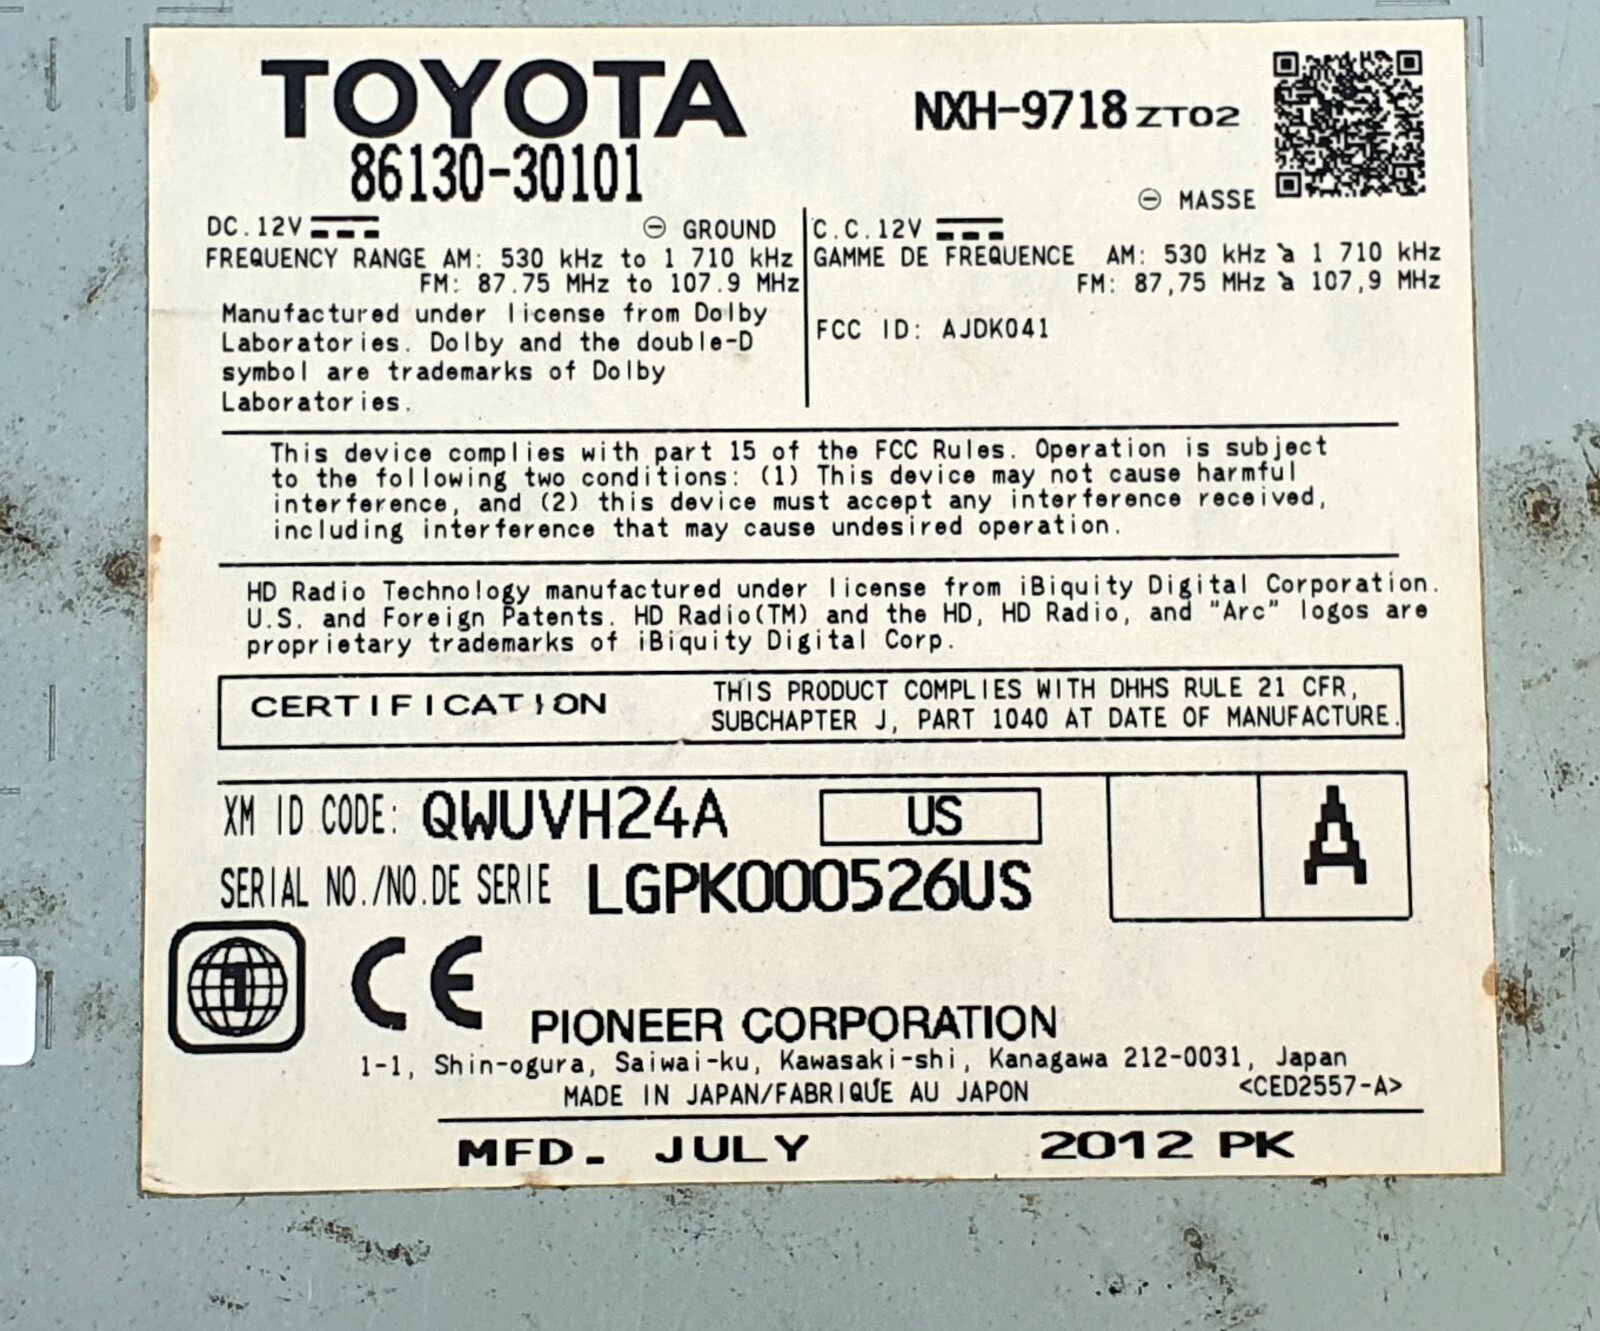 TOYOTA
86130-30101
NXH-9718 ZT02
⊖ MASSE
DC.12V ⊖ GROUND
FREQUENCY RANGE AM: 530 kHz to 1 710 kHz
FM: 87.75 MHz to 107.9 MHz
Manufactured under license from Dolby
Laboratories. Dolby and the double-D
symbol are trademarks of Dolby
Laboratories.
C.C.12V
GAMME DE FREQUENCE AM: 530 kHz à 1 710 kHz
FM: 87,75 MHz à 107,9 MHz
FCC ID: AJDK041
This device complies with part 15 of the FCC Rules. Operation is subject
to the following two conditions: (1) This device may not cause harmful
interference, and (2) this device must accept any interference received,
including interference that may cause undesired operation.
HD Radio Technology manufactured under license from iBiquity Digital Corporation.
U.S. and Foreign Patents. HD Radio(TM) and the HD, HD Radio, and "Arc" logos are
proprietary trademarks of iBiquity Digital Corp.
CERTIFICATION
THIS PRODUCT COMPLIES WITH DHHS RULE 21 CFR,
SUBCHAPTER J, PART 1040 AT DATE OF MANUFACTURE.
XM ID CODE: QWUVH24A US
A
SERIAL NO./NO.DE SERIE LGPK000526US
1
CE
PIONEER CORPORATION
1-1, Shin-ogura, Saiwai-ku, Kawasaki-shi, Kanagawa 212-0031, Japan
MADE IN JAPAN/FABRIQUE AU JAPON <CED2557-A>
MFD. JULY 2012 PK